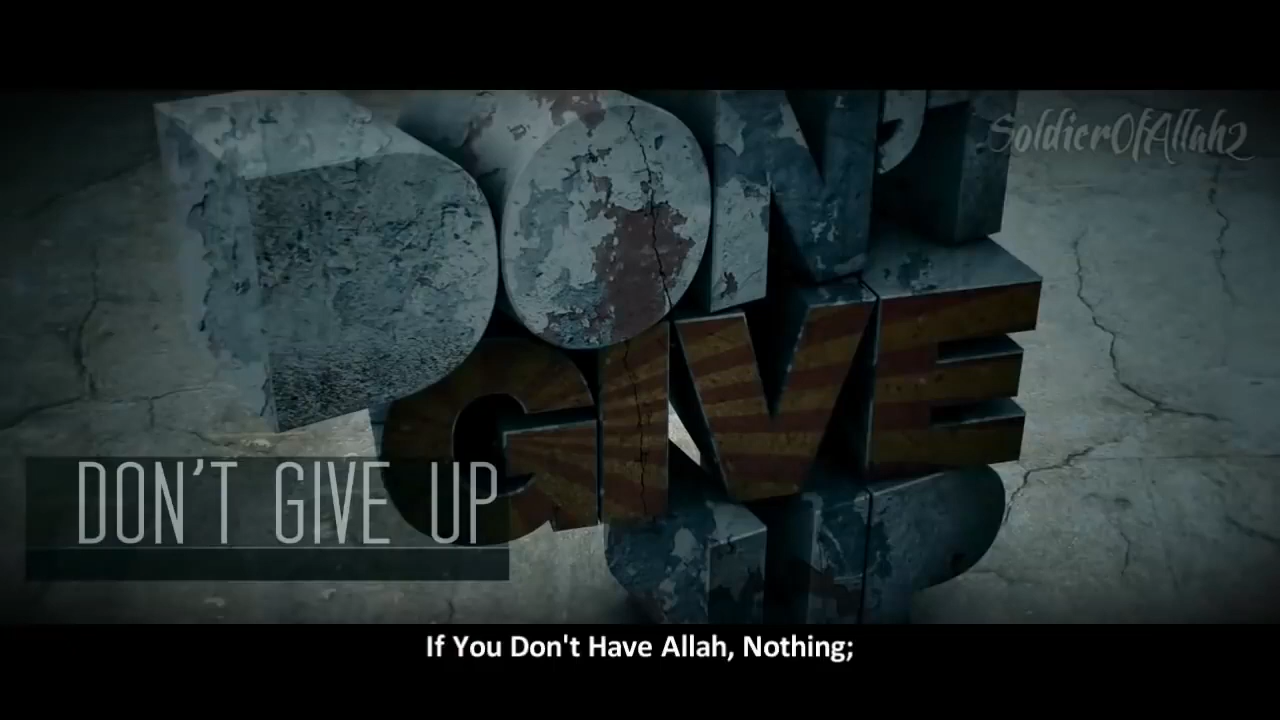 SoldierOfAllah2
DON'T
GIVE
UP
DON'T GIVE UP
If You Don't Have Allah, Nothing;